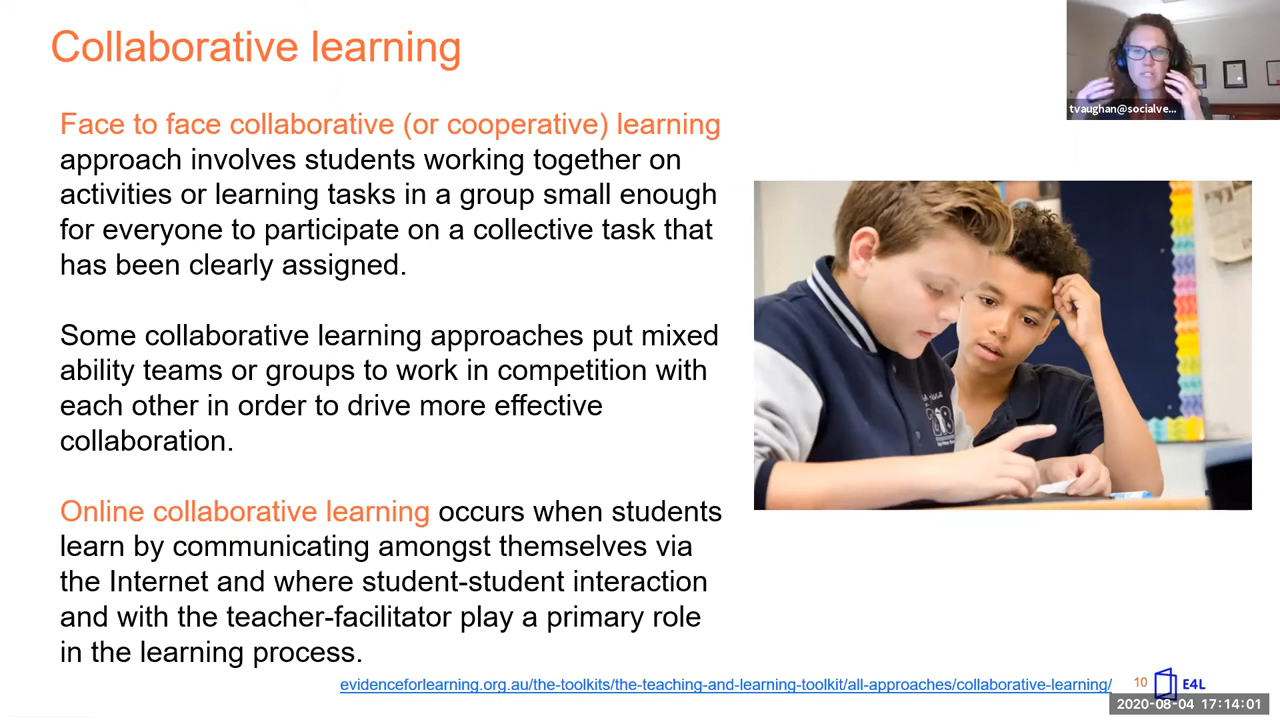 Collaborative learning
tvaughan@socialve...
Face to face collaborative (or cooperative) learning
approach involves students working together on
activities or learning tasks in a group small enough
for everyone to participate on a collective task that
has been clearly assigned.
Some collaborative learning approaches put mixed
ability teams or groups to work in competition with
each other in order to drive more effective
collaboration.
Online collaborative learning occurs when students
learn by communicating amongst themselves via
the Internet and where student-student interaction
and with the teacher-facilitator play a primary role
in the learning process.
evidenceforlearning.org.au/the-toolkits/the-teaching-and-learning-toolkit/all-approaches/collaborative-learning/
10
E4L
2020-08-04 17:14:01